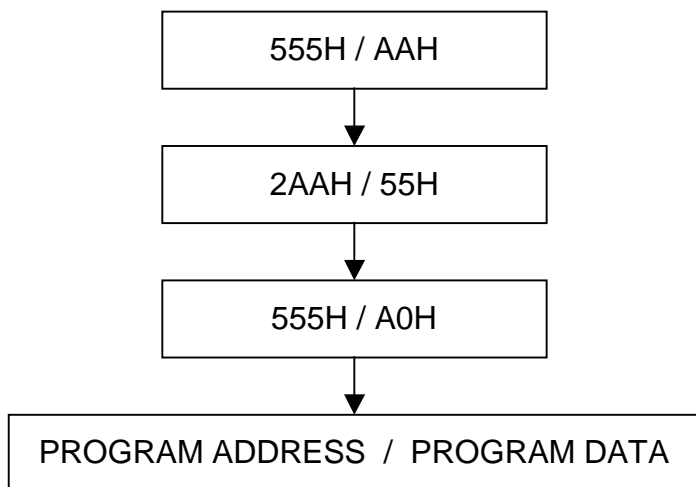 555H / AAH
2AAH / 55H
555H / A0H
PROGRAM ADDRESS / PROGRAM DATA